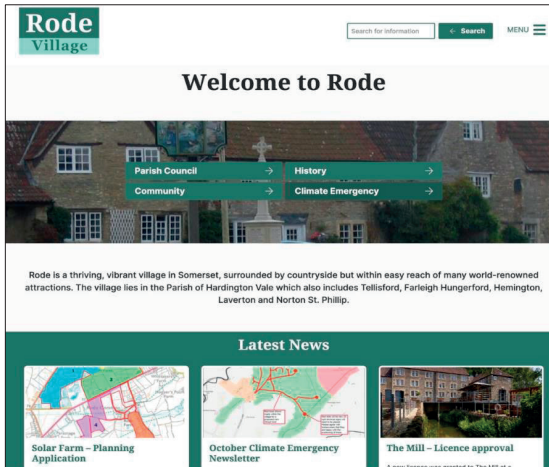 Rode
Village
Search for information
← Search
MENU
Welcome to Rode
Parish Council →
History →
Community →
Climate Emergency →
Rode is a thriving, vibrant village in Somerset, surrounded by countryside but within easy reach of many world-renowned
attractions. The village lies in the Parish of Hardington Vale which also includes Tellisford, Farleigh Hungerford, Hemington,
Laverton and Norton St. Phillip.
Latest News
Solar Farm – Planning
Application
October Climate Emergency
Newsletter
The Mill – Licence approval